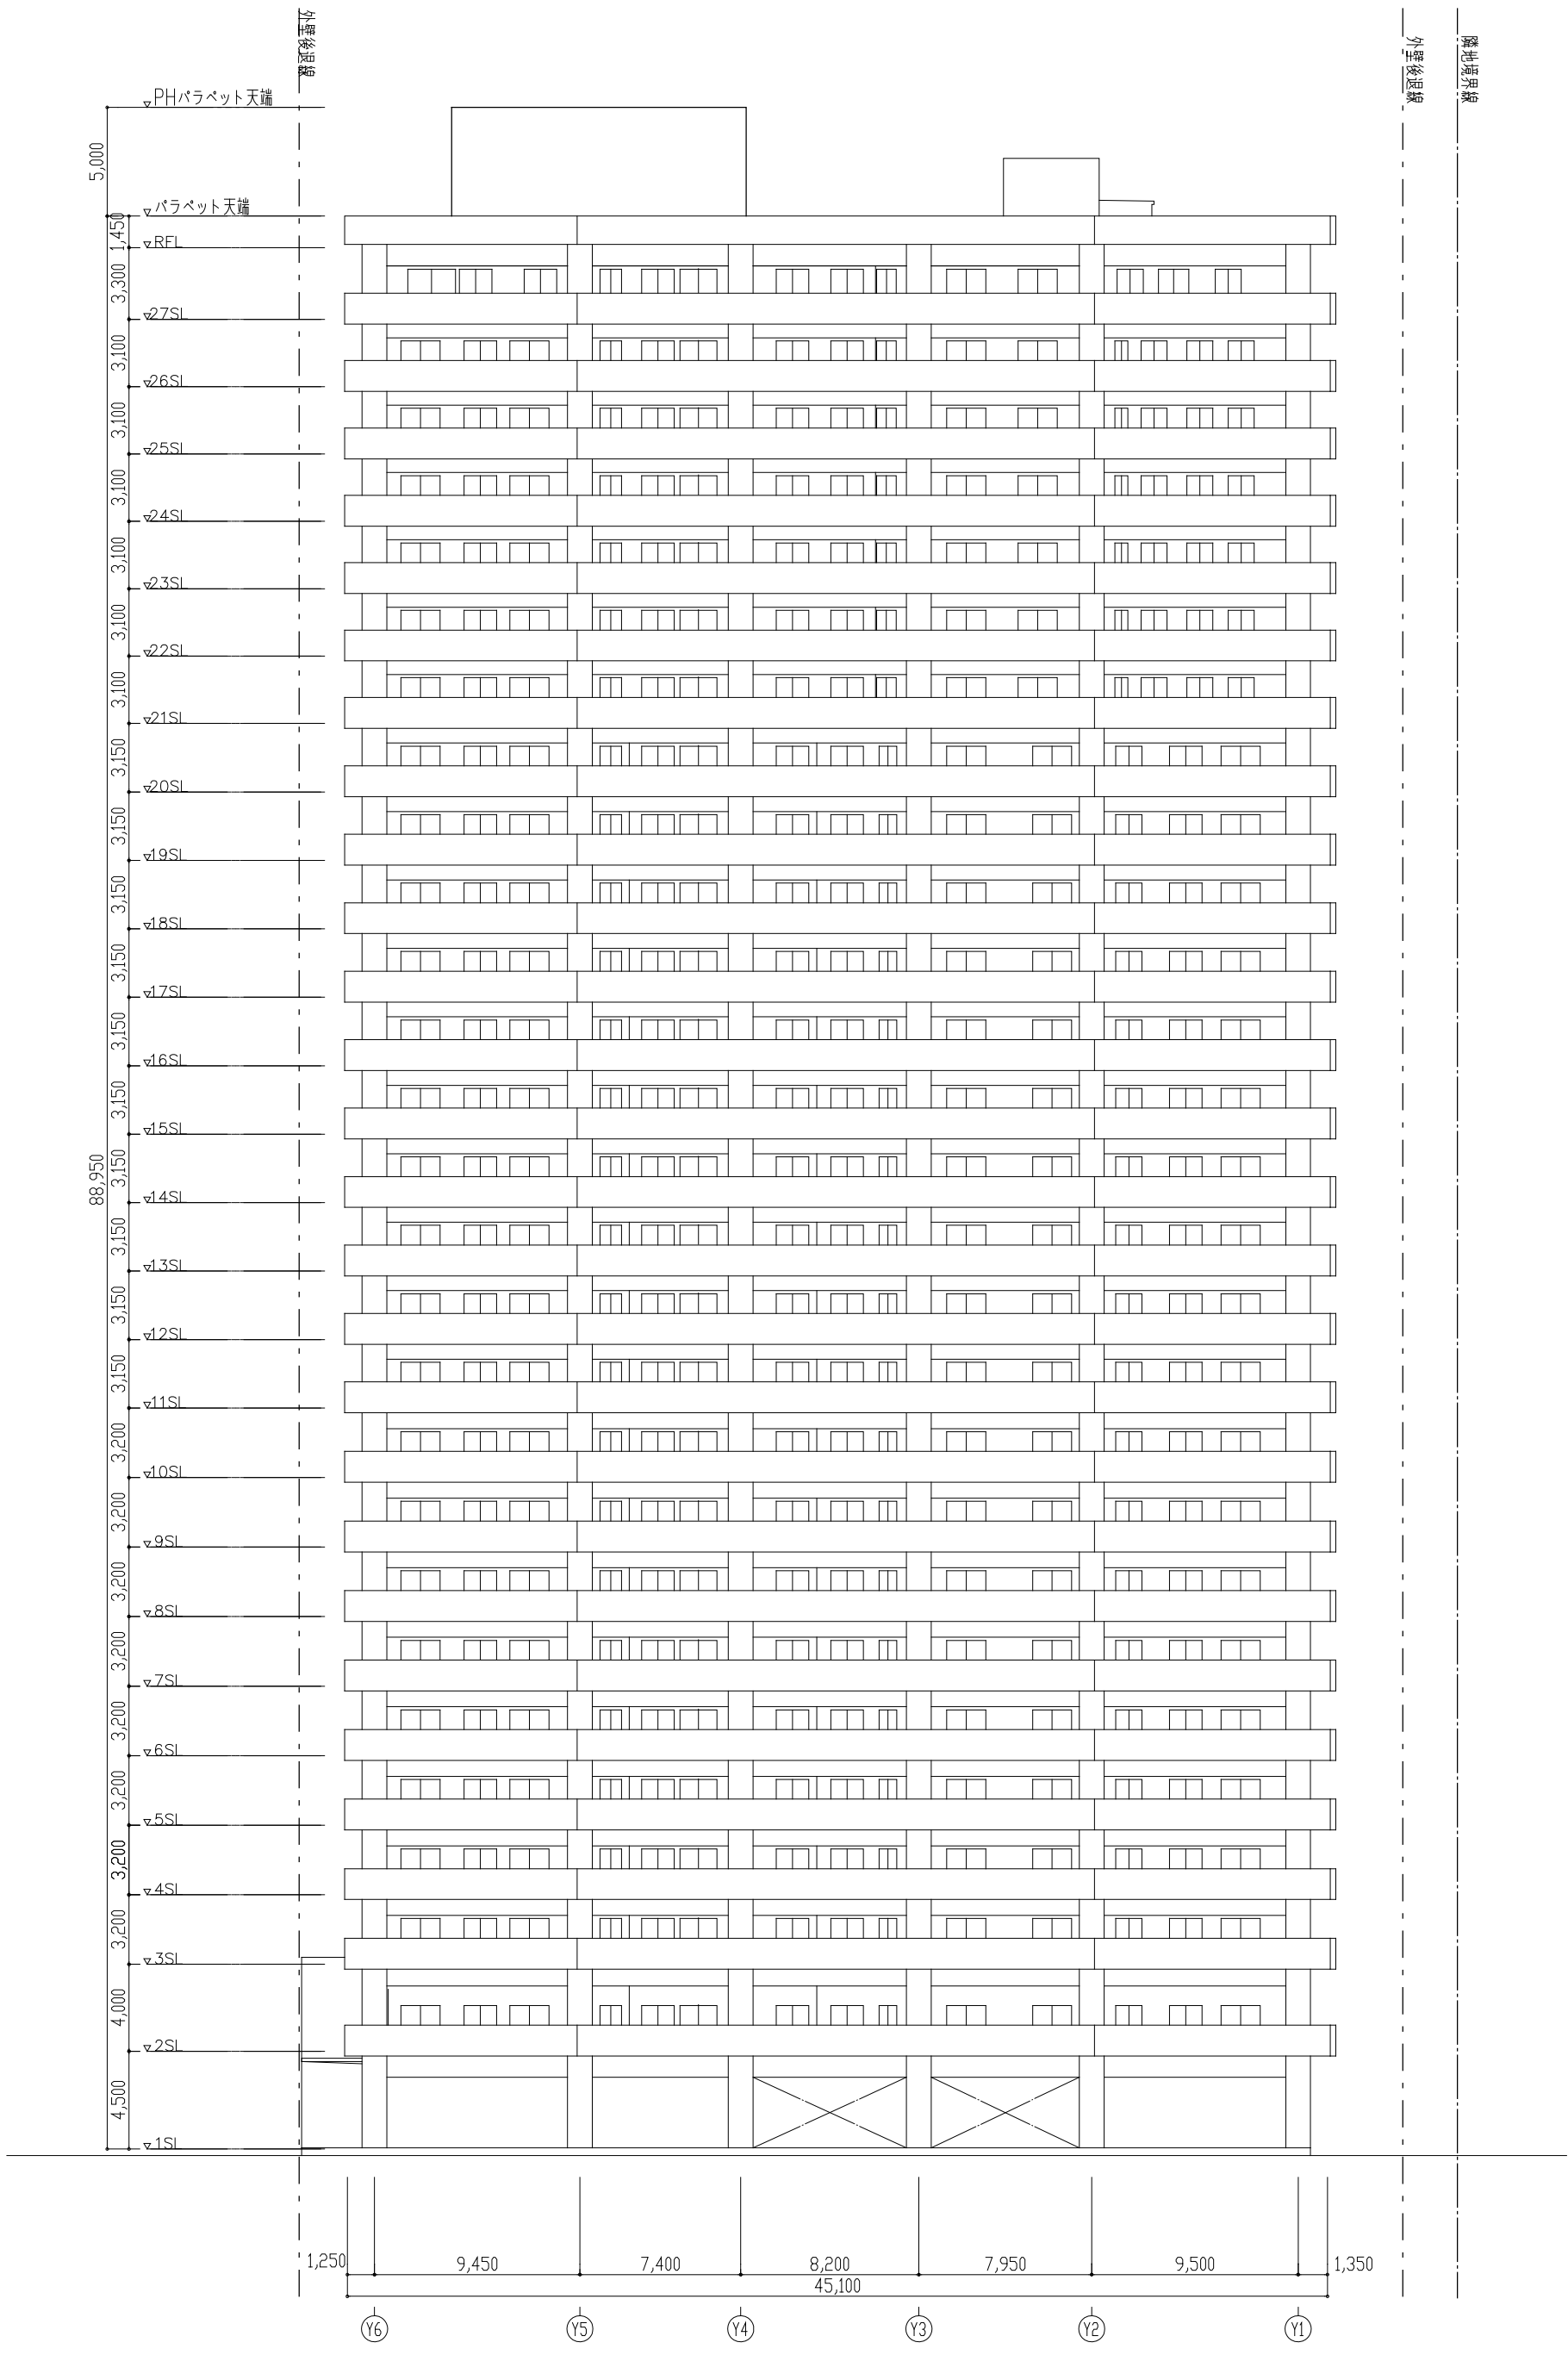 外壁後退線
外壁後退線
隣地境界線
PHパラペット天端
5,000
パラペット天端
1,450
RFL
3,300
27SL
3,100
26SL
3,100
25SL
3,100
24SL
3,100
23SL
3,100
22SL
3,100
21SL
3,150
20SL
3,150
19SL
3,150
18SL
3,150
17SL
3,150
16SL
3,150
15SL
88,950
3,150
14SL
3,150
13SL
3,150
12SL
3,150
11SL
3,200
10SL
3,200
9SL
3,200
8SL
3,200
7SL
3,200
6SL
3,200
5SL
3,200
4SL
3,200
3SL
4,000
2SL
4,500
1SL
1,250 9,450 7,400 8,200 7,950 9,500 1,350
45,100
Y6 Y5 Y4 Y3 Y2 Y1